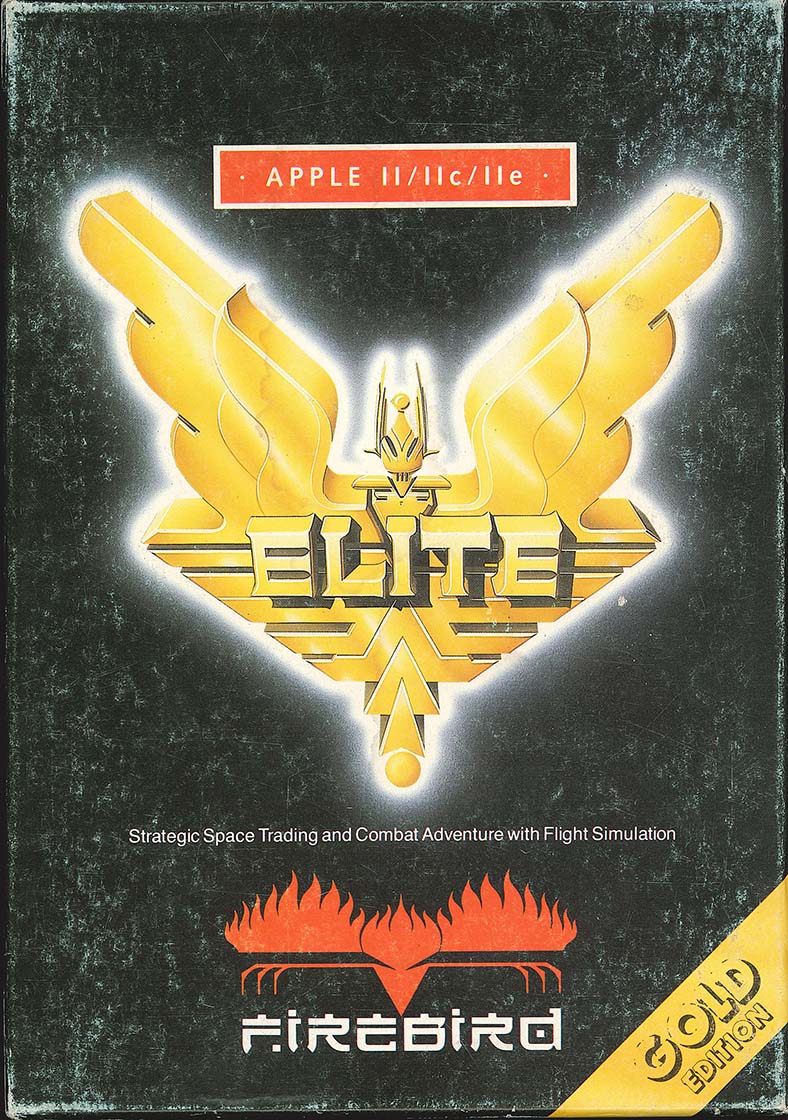 · APPLE II/IIc/IIe ·
ELITE
Strategic Space Trading and Combat Adventure with Flight Simulation
FIREBIRD
GOLD
EDITION